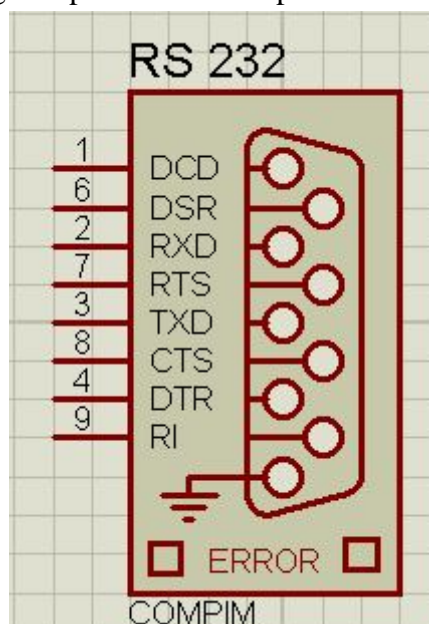 RS 232
1 DCD
6 DSR
2 RXD
7 RTS
3 TXD
8 CTS
4 DTR
9 RI
ERROR
COMPIM